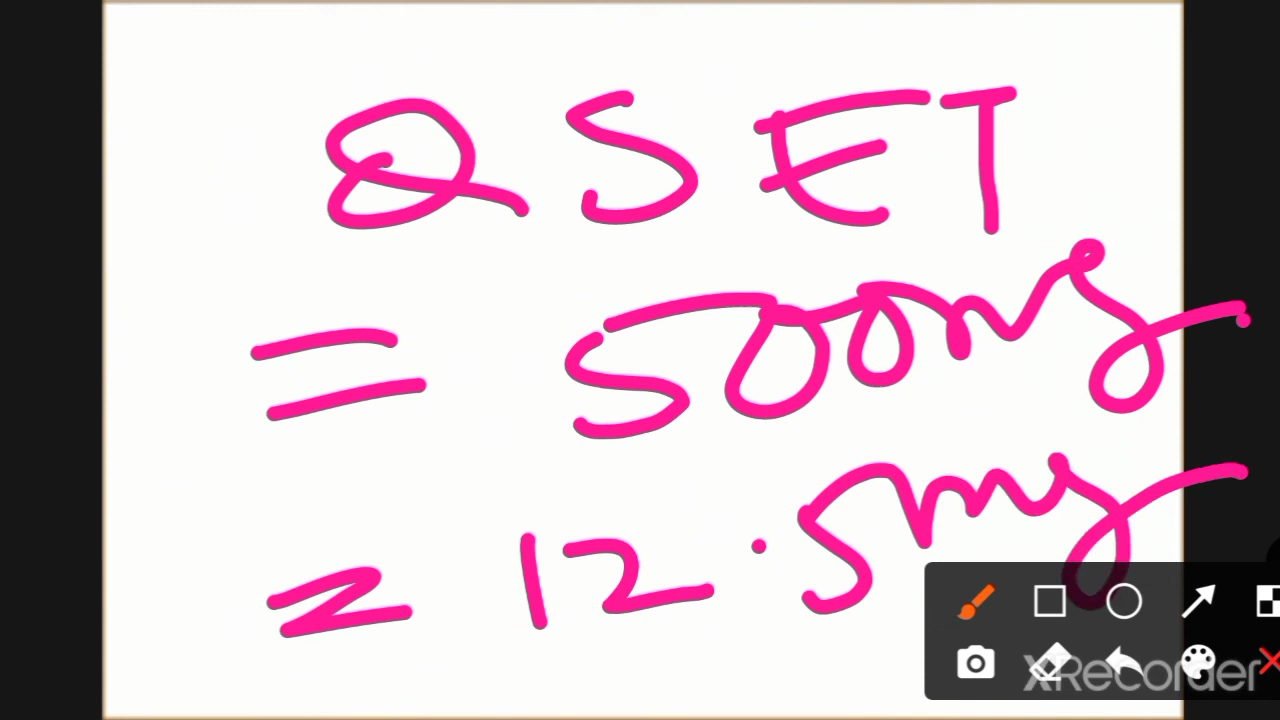 QSET
= 500mg
= 12.5mg
XRecorder